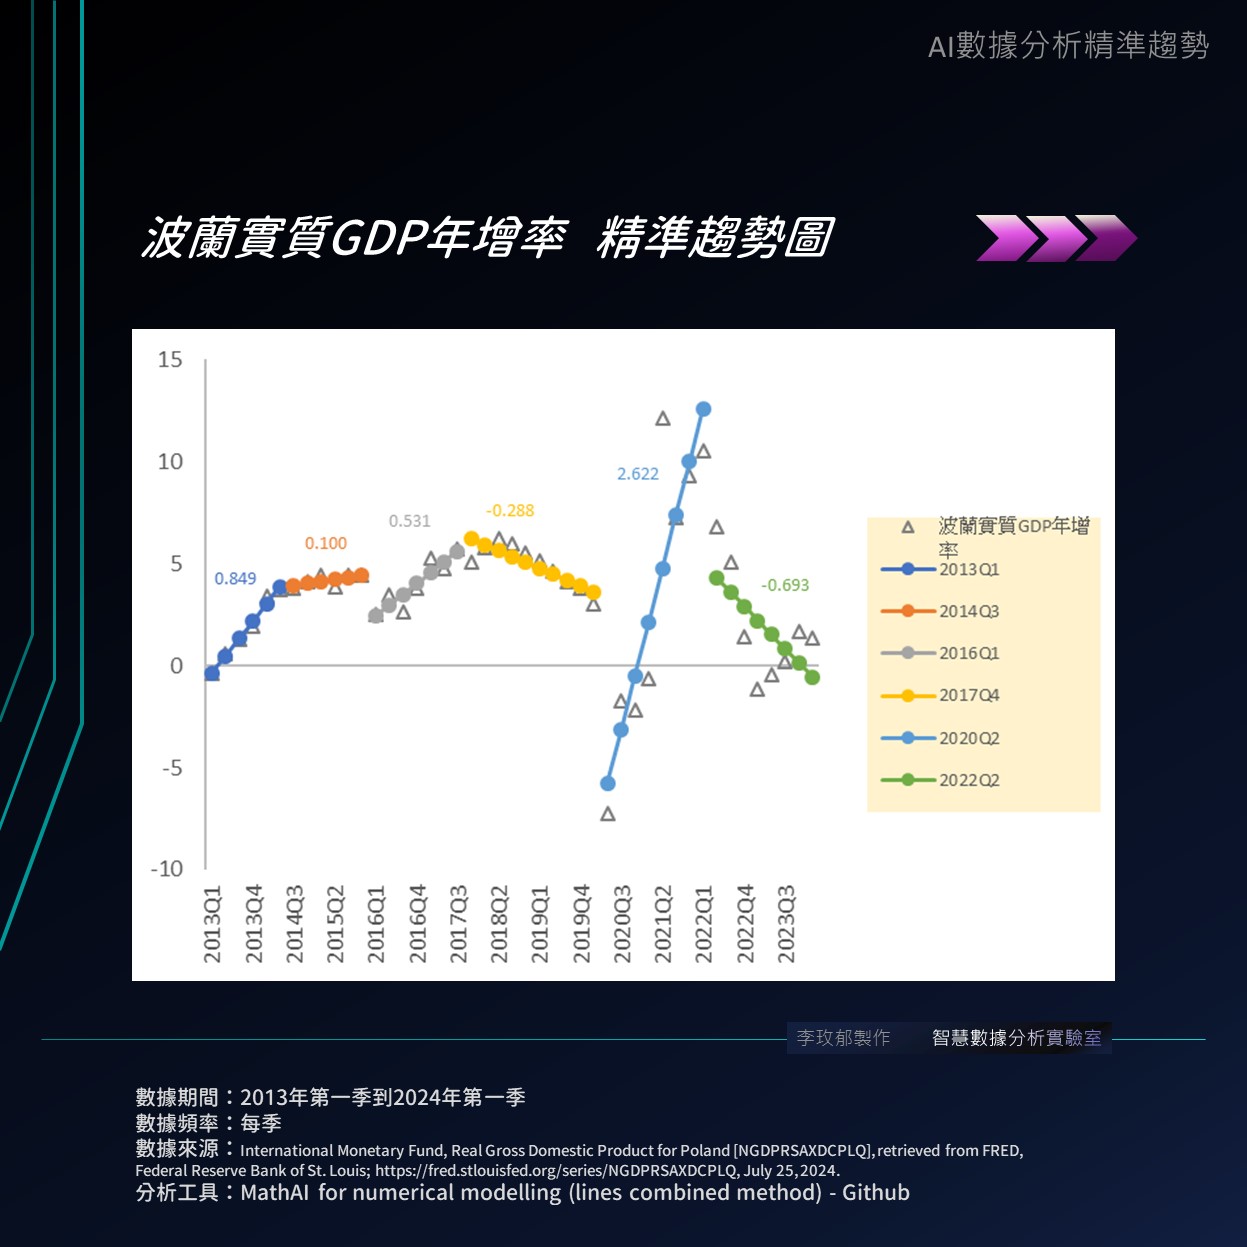 AI數據分析精準趨勢
波蘭實質GDP年增率 精準趨勢圖
15
10
5
0
-5
-10
0.849
0.100
0.531
-0.288
2.622
-0.693
2013Q1
2013Q4
2014Q3
2015Q2
2016Q1
2016Q4
2017Q3
2018Q2
2019Q1
2019Q4
2020Q3
2021Q2
2022Q1
2022Q4
2023Q3
波蘭實質GDP年增
率
2013Q1
2014Q3
2016Q1
2017Q4
2020Q2
2022Q2
李玫郁製作 智慧數據分析實驗室
數據期間：2013年第一季到2024年第一季
數據頻率：每季
數據來源：International Monetary Fund, Real Gross Domestic Product for Poland [NGDPRSAXDCPLQ], retrieved from FRED,
Federal Reserve Bank of St. Louis; https://fred.stlouisfed.org/series/NGDPRSAXDCPLQ, July 25, 2024.
分析工具：MathAI for numerical modelling (lines combined method) - Github